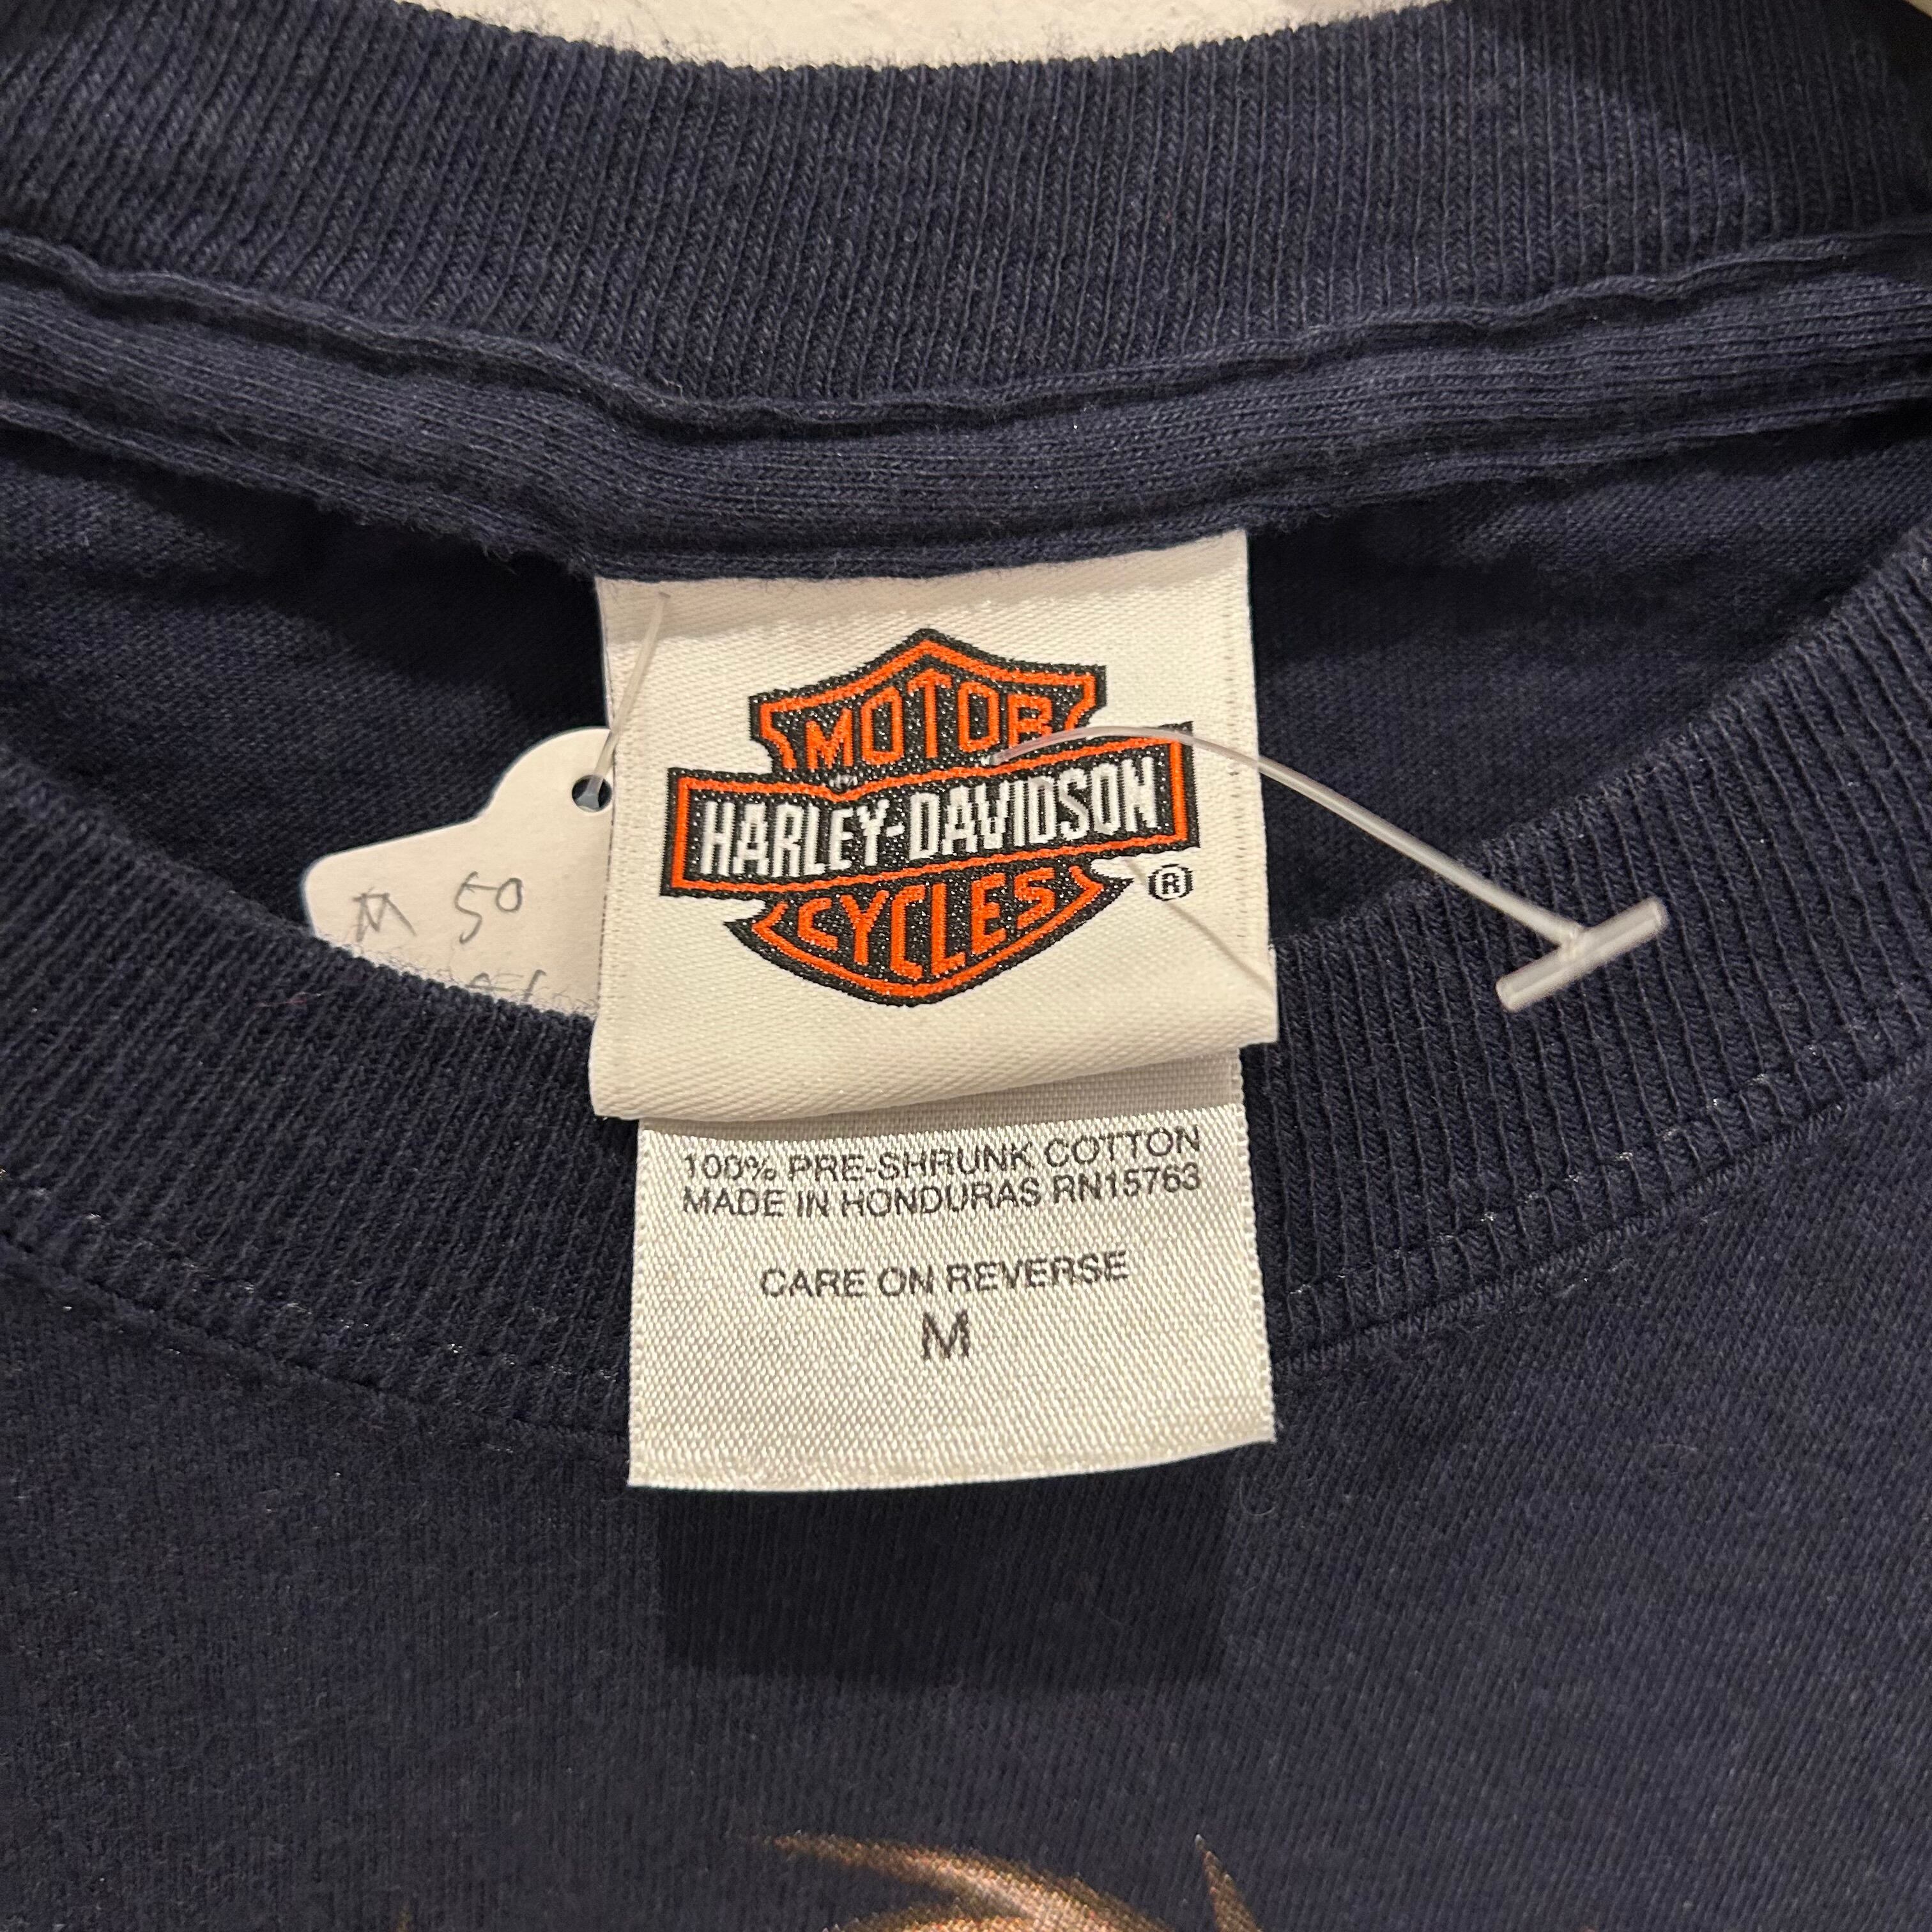 MOTOR
HARLEY-DAVIDSON
CYCLES ®
M 50
100% PRE-SHRUNK COTTON
MADE IN HONDURAS RN15763
CARE ON REVERSE
M